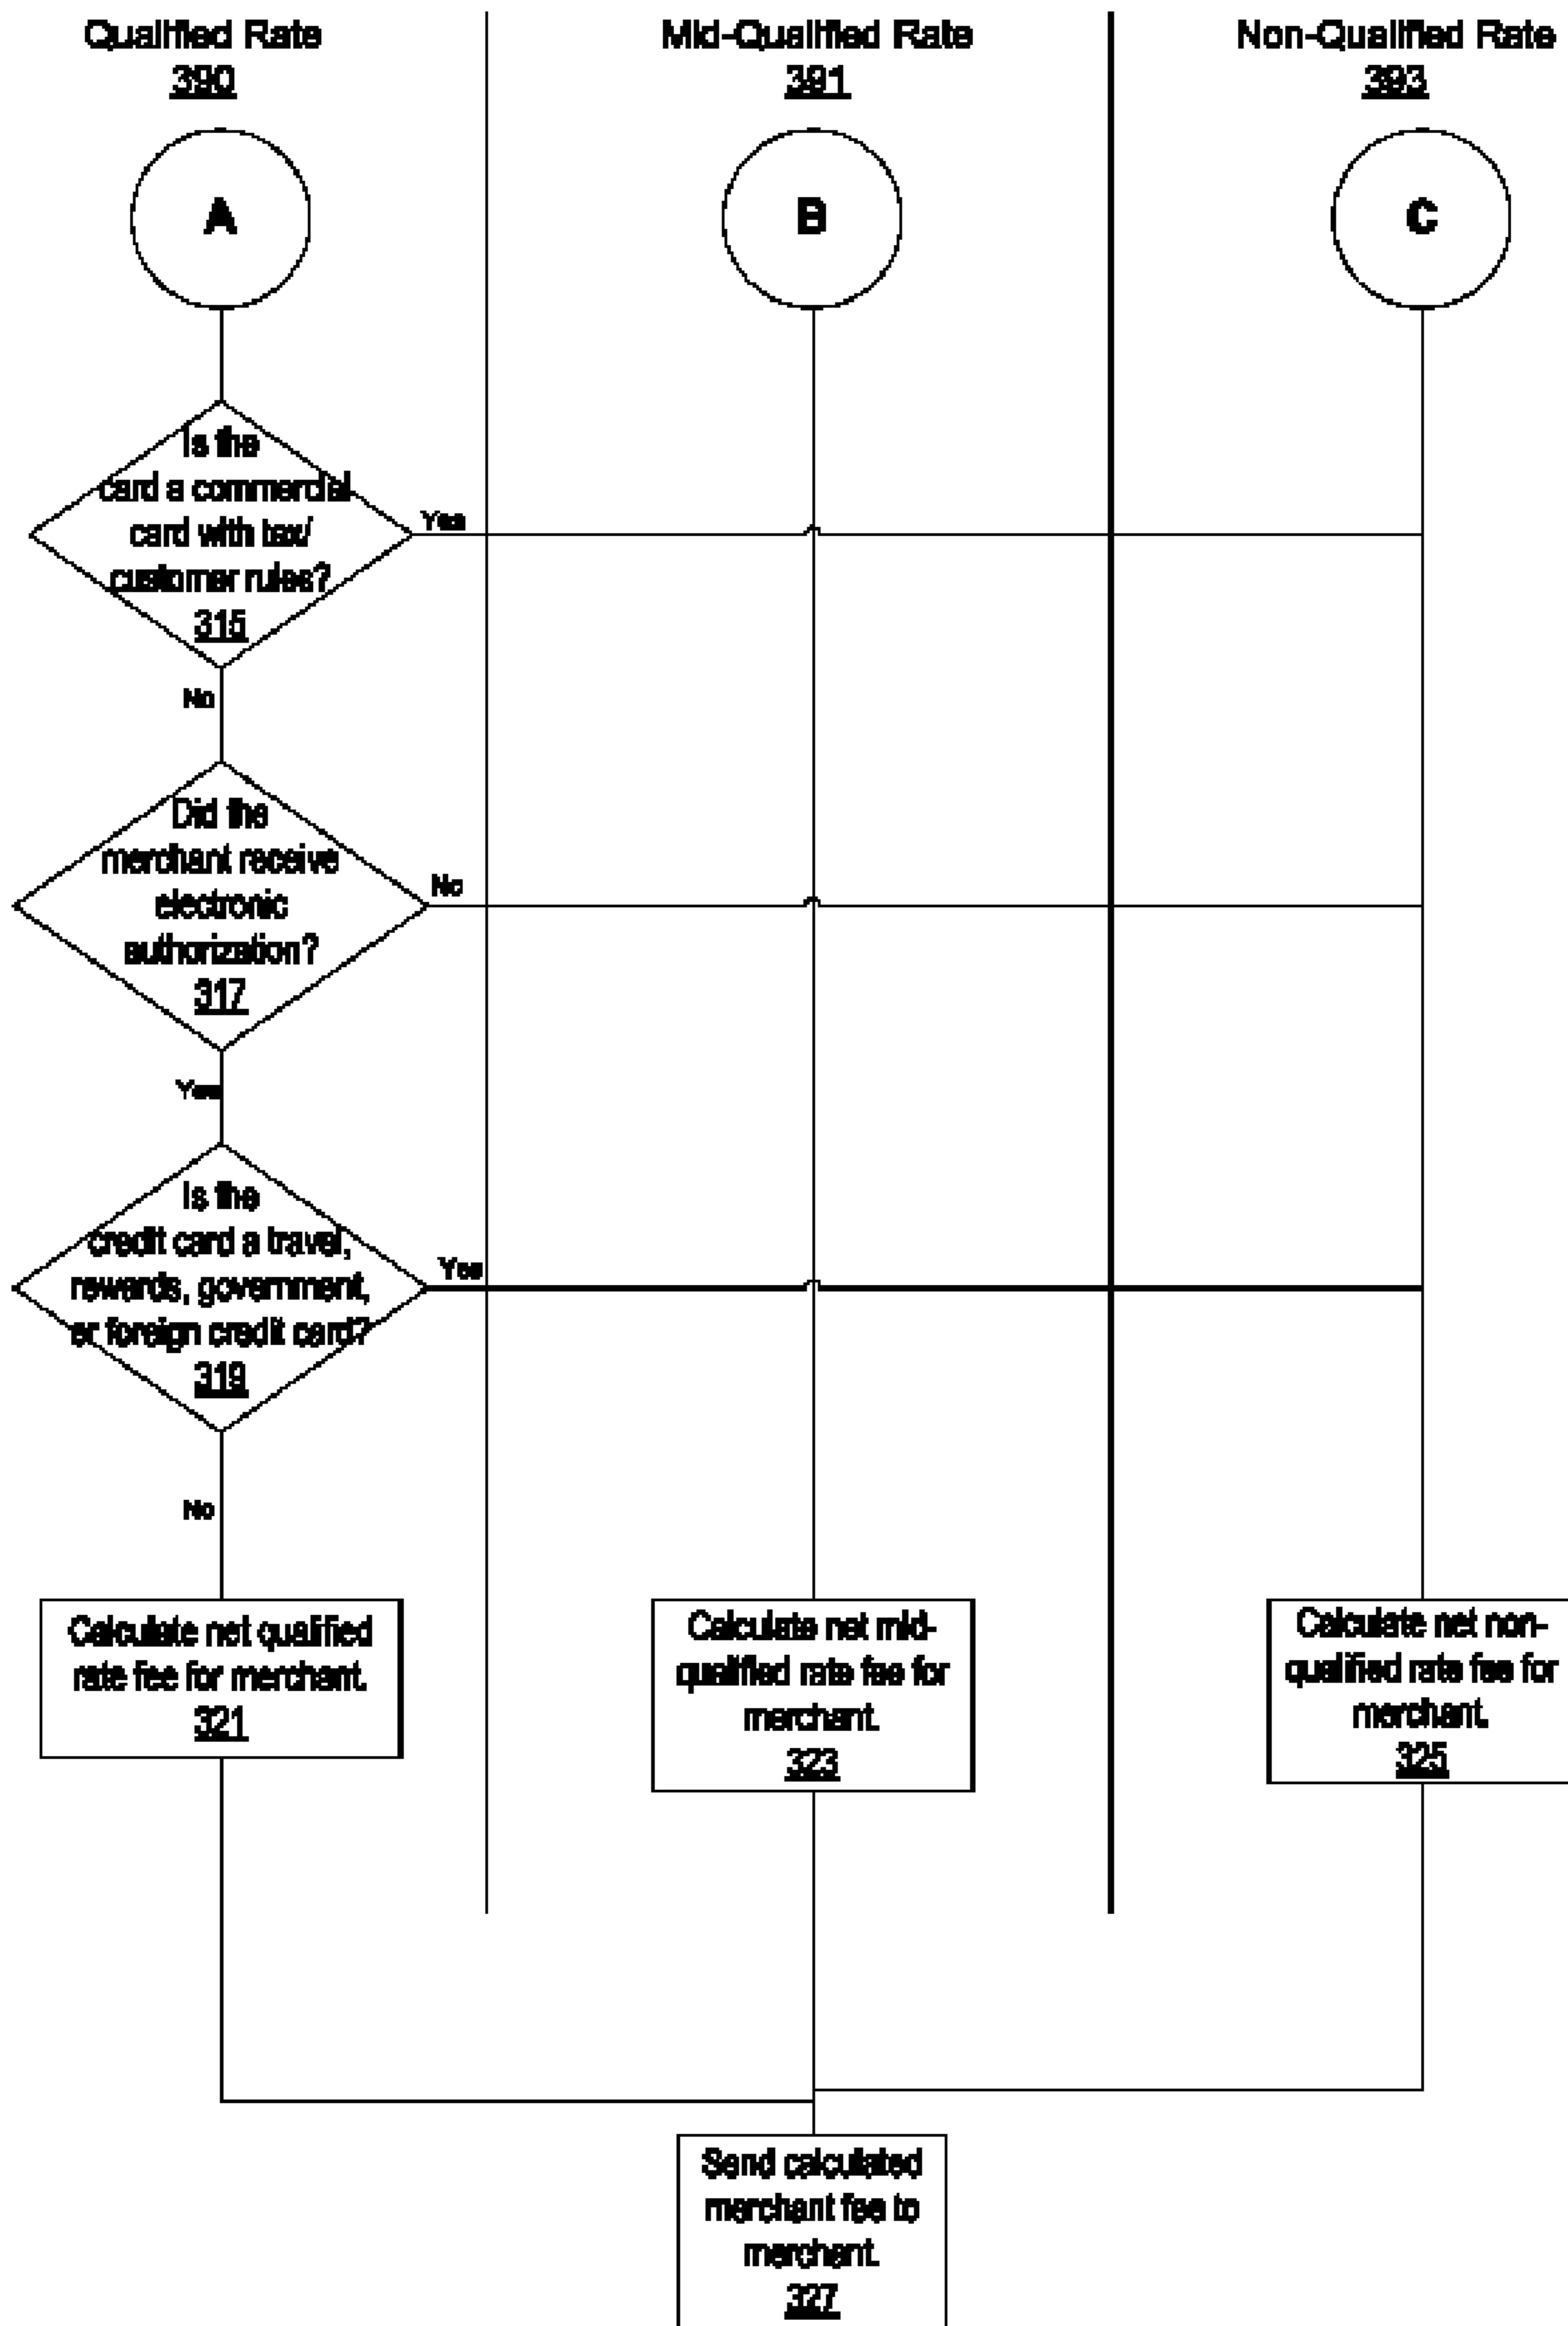 Qualified Rate
390
Mid-Qualified Rate
391
Non-Qualified Rate
393
A
B
C
Is the
card a commercial
card with tax/
customer rules?
315
Yes
No
Did the
merchant receive
electronic
authorization?
317
No
Yes
Is the
credit card a travel,
rewards, government,
or foreign credit card?
319
Yes
No
Calculate net qualified
rate fee for merchant.
321
Calculate net mid-
qualified rate fee for
merchant.
323
Calculate net non-
qualified rate fee for
merchant.
325
Send calculated
merchant fee to
merchant.
327